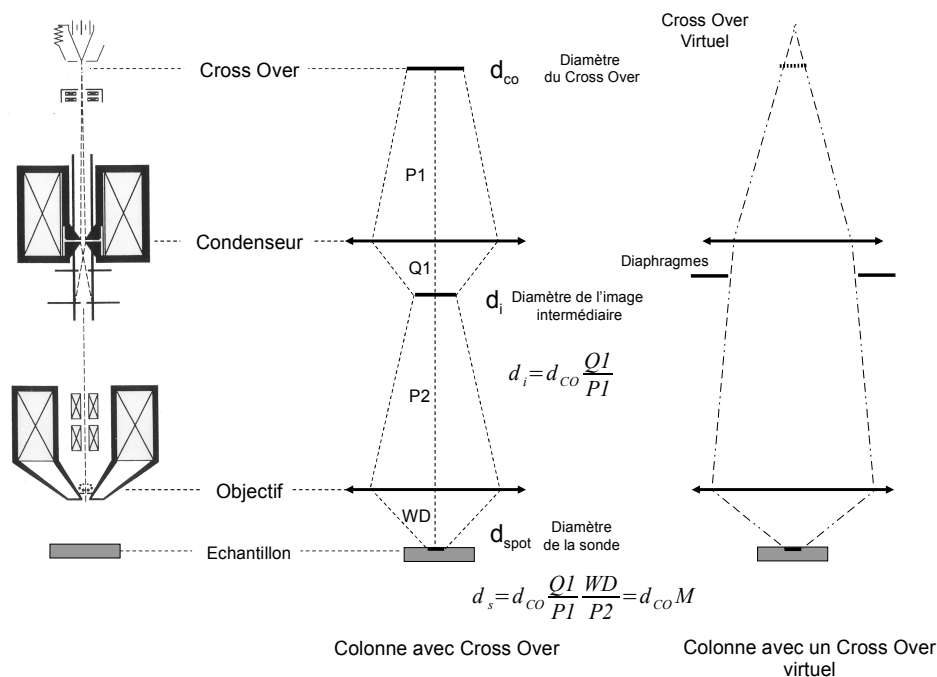 Cross Over
Virtuel
Cross Over
d_co
Diamètre
du Cross Over
P1
Condenseur
Q1
Diaphragmes
d_i
Diamètre de l'image
intermédiaire
d_i = d_CO Q1/P1
P2
Objectif
WD
Echantillon
d_spot
Diamètre
de la sonde
d_s = d_CO Q1/P1 WD/P2 = d_CO M
Colonne avec Cross Over
Colonne avec un Cross Over
virtuel